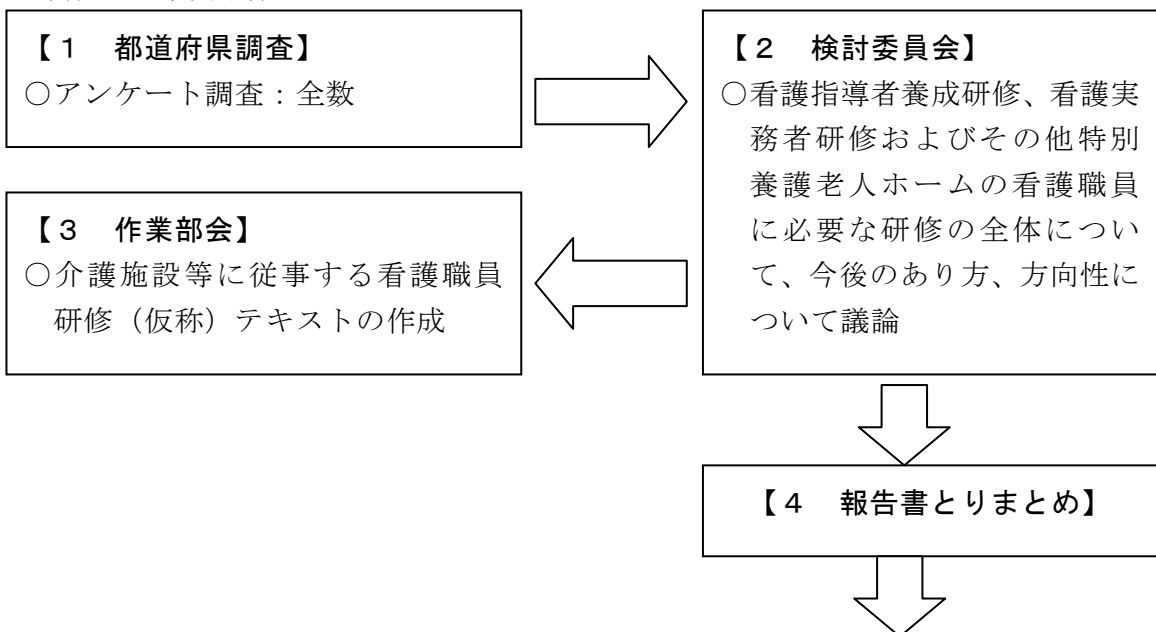 【１　都道府県調査】
○アンケート調査：全数
【２　検討委員会】
○看護指導者養成研修、看護実
務者研修およびその他特別
養護老人ホームの看護職員
に必要な研修の全体につい
て、今後のあり方、方向性に
ついて議論
【３　作業部会】
○介護施設等に従事する看護職員
研修（仮称）テキストの作成
【４　報告書とりまとめ】